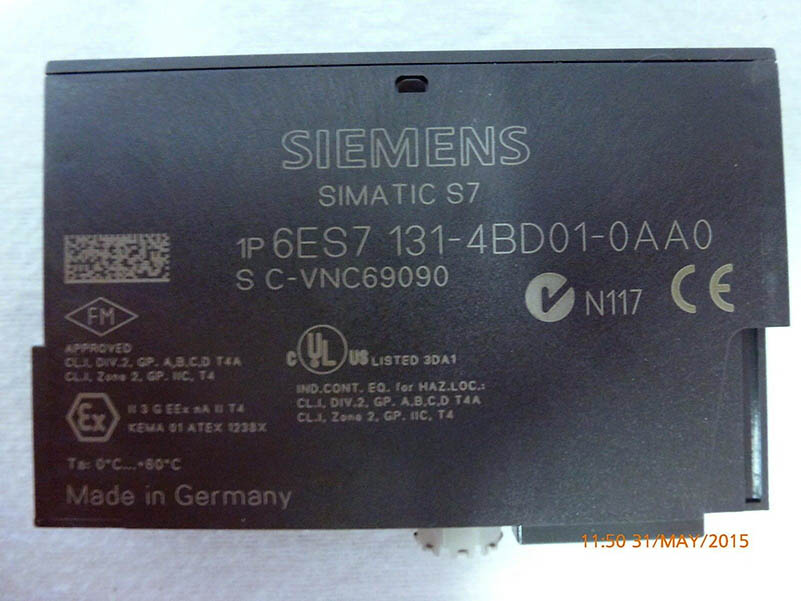 SIEMENS
SIMATIC S7
1P 6ES7 131-4BD01-0AA0
S C-VNC69090
N117 CE
FM
APPROVED
CL.I, DIV.2, GP. A,B,C,D T4A
CL.I, Zone 2, GP. IIC, T4
C UL US LISTED 3DA1
IND.CONT. EQ. for HAZ.LOC.:
CL.I, DIV.2, GP. A,B,C,D T4A
CL.I, Zone 2, GP. IIC, T4
Ex II 3 G EEx nA II T4
KEMA 01 ATEX 1238X
Ta: 0°C...+60°C
Made in Germany
11:50 31/MAY/2015